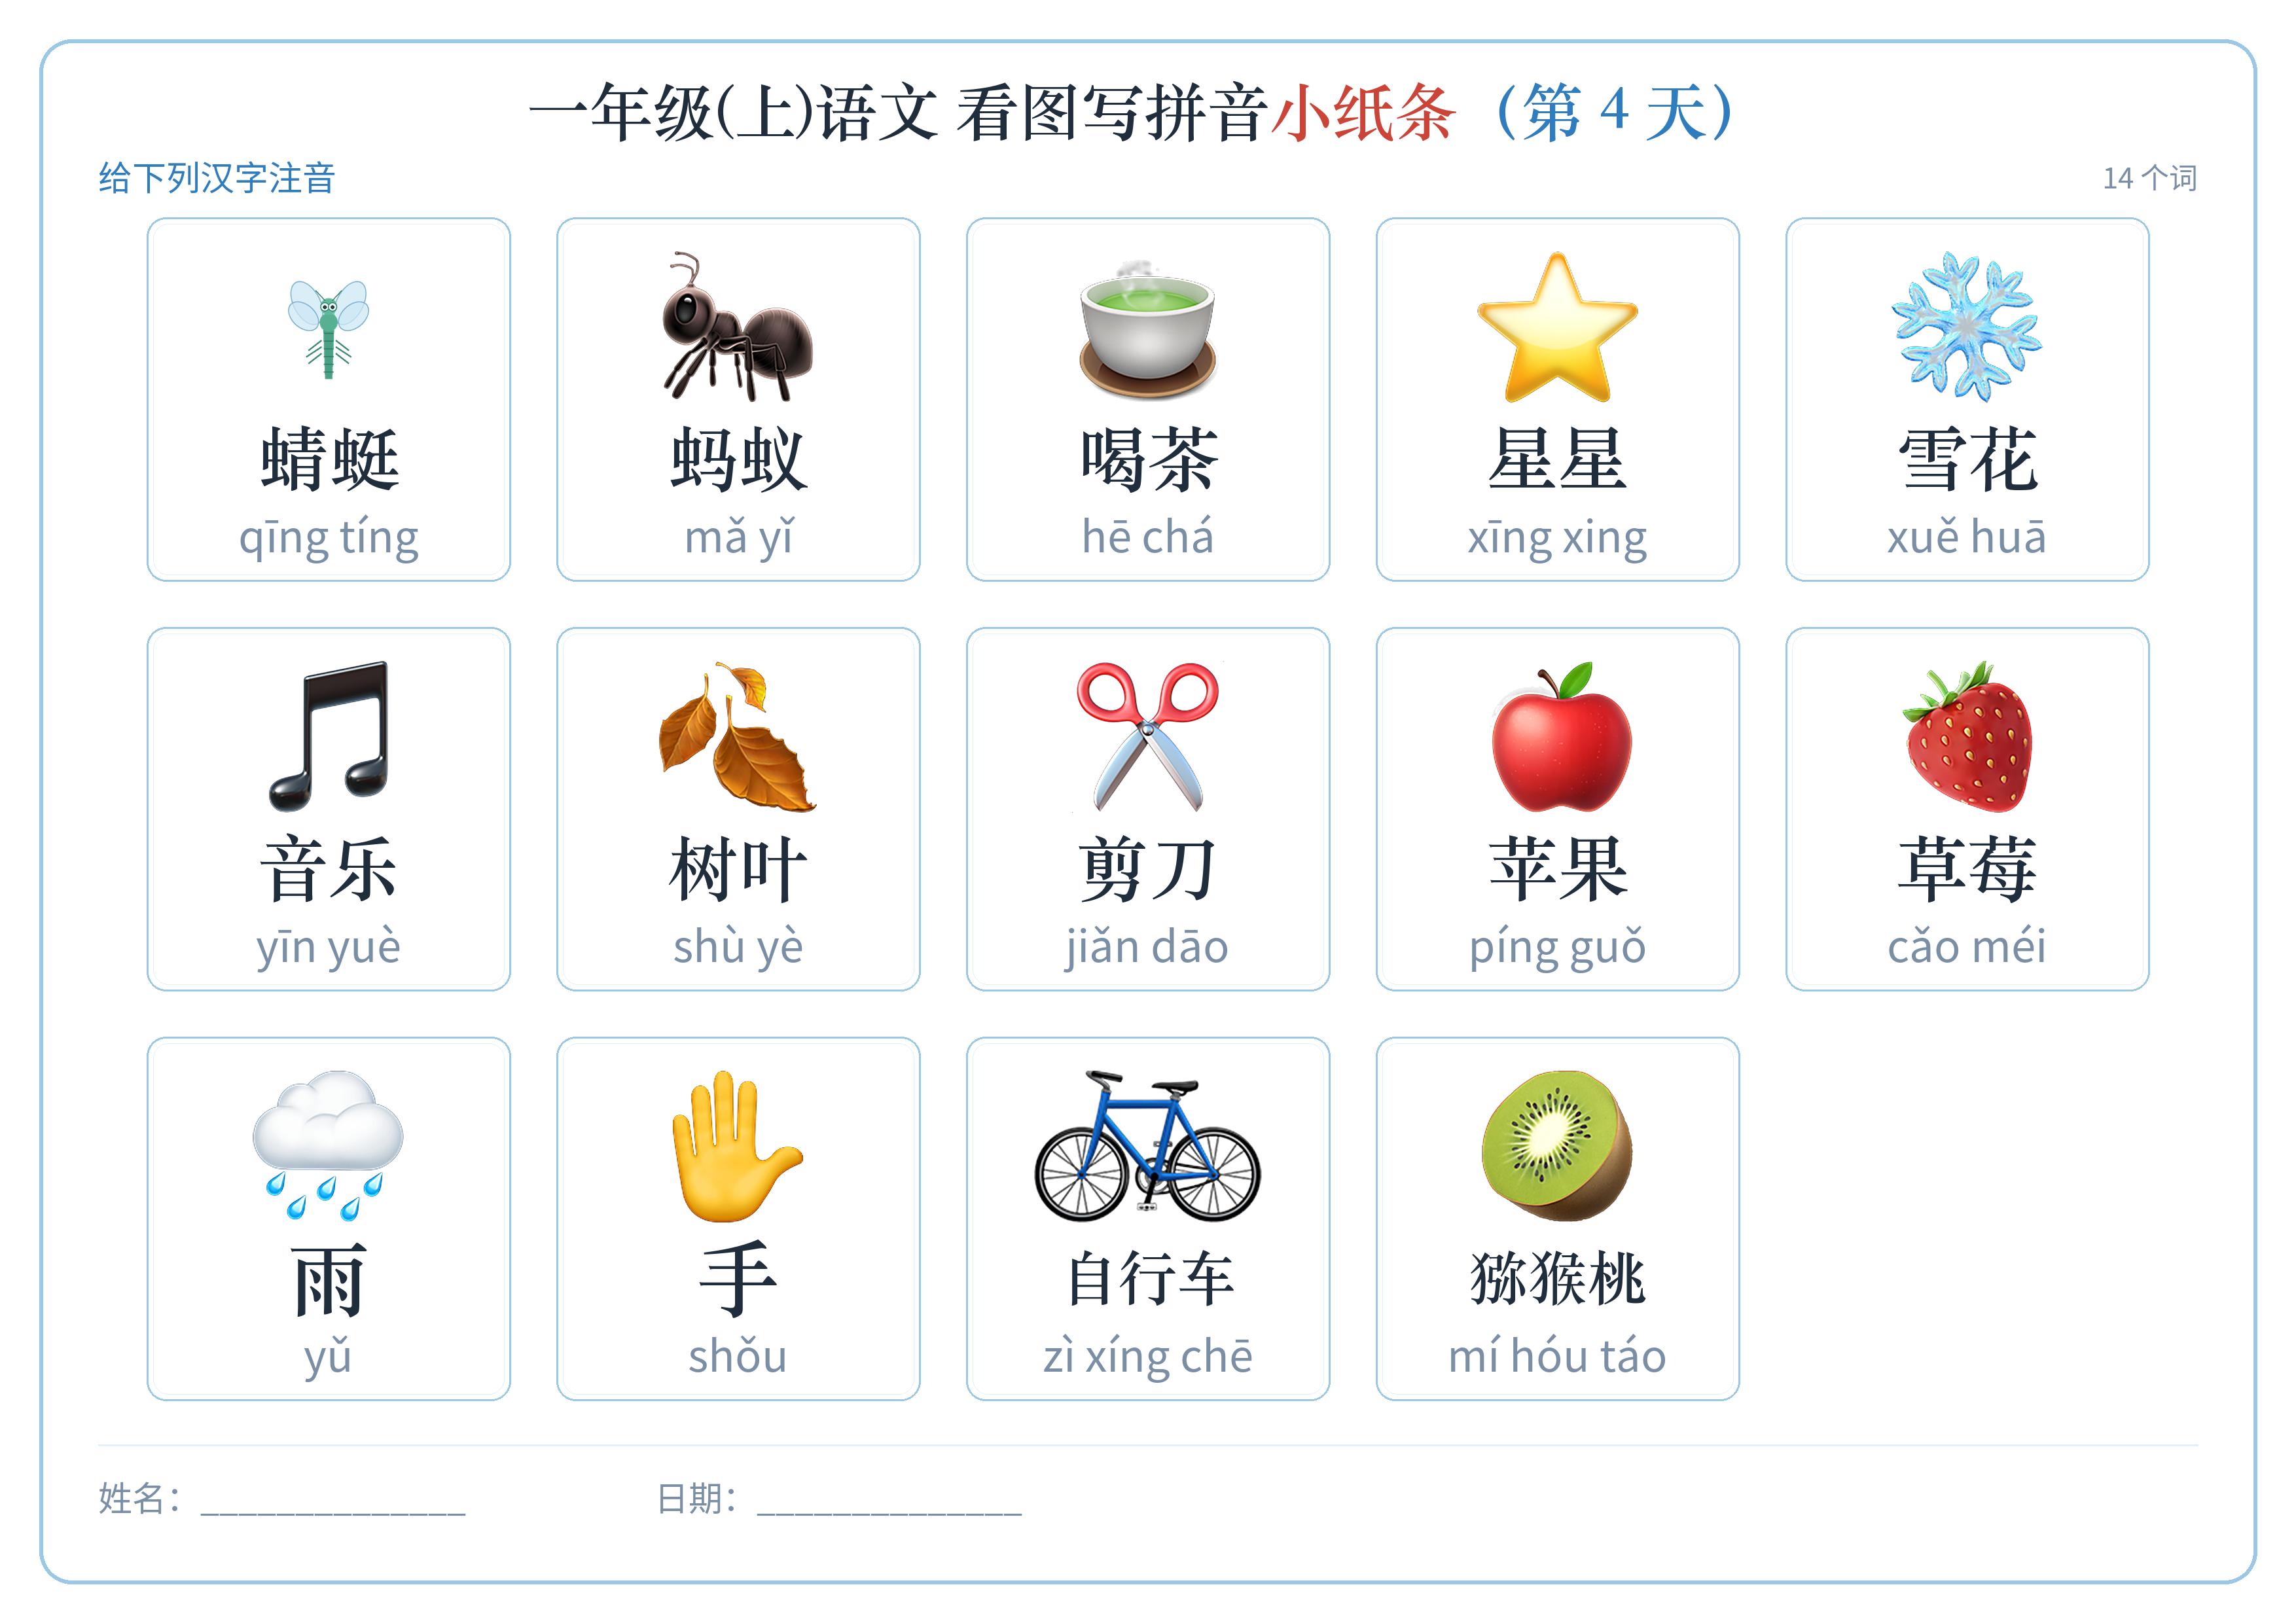 一年级(上)语文 看图写拼音小纸条（第 4 天）
给下列汉字注音
14 个词
蜻蜓
qīng tíng
蚂蚁
mǎ yǐ
喝茶
hē chá
星星
xīng xing
雪花
xuě huā
音乐
yīn yuè
树叶
shù yè
剪刀
jiǎn dāo
苹果
píng guǒ
草莓
cǎo méi
雨
yǔ
手
shǒu
自行车
zì xíng chē
猕猴桃
mí hóu táo
姓名：______________
日期：______________